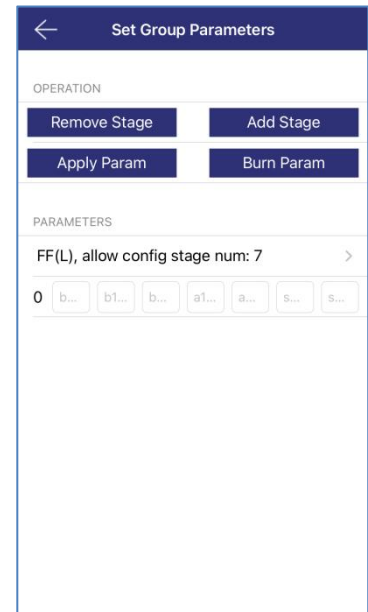 Set Group Parameters
OPERATION
Remove Stage Add Stage
Apply Param Burn Param
PARAMETERS
FF(L), allow config stage num: 7
0 b... b1... b... a1... a... s... s...